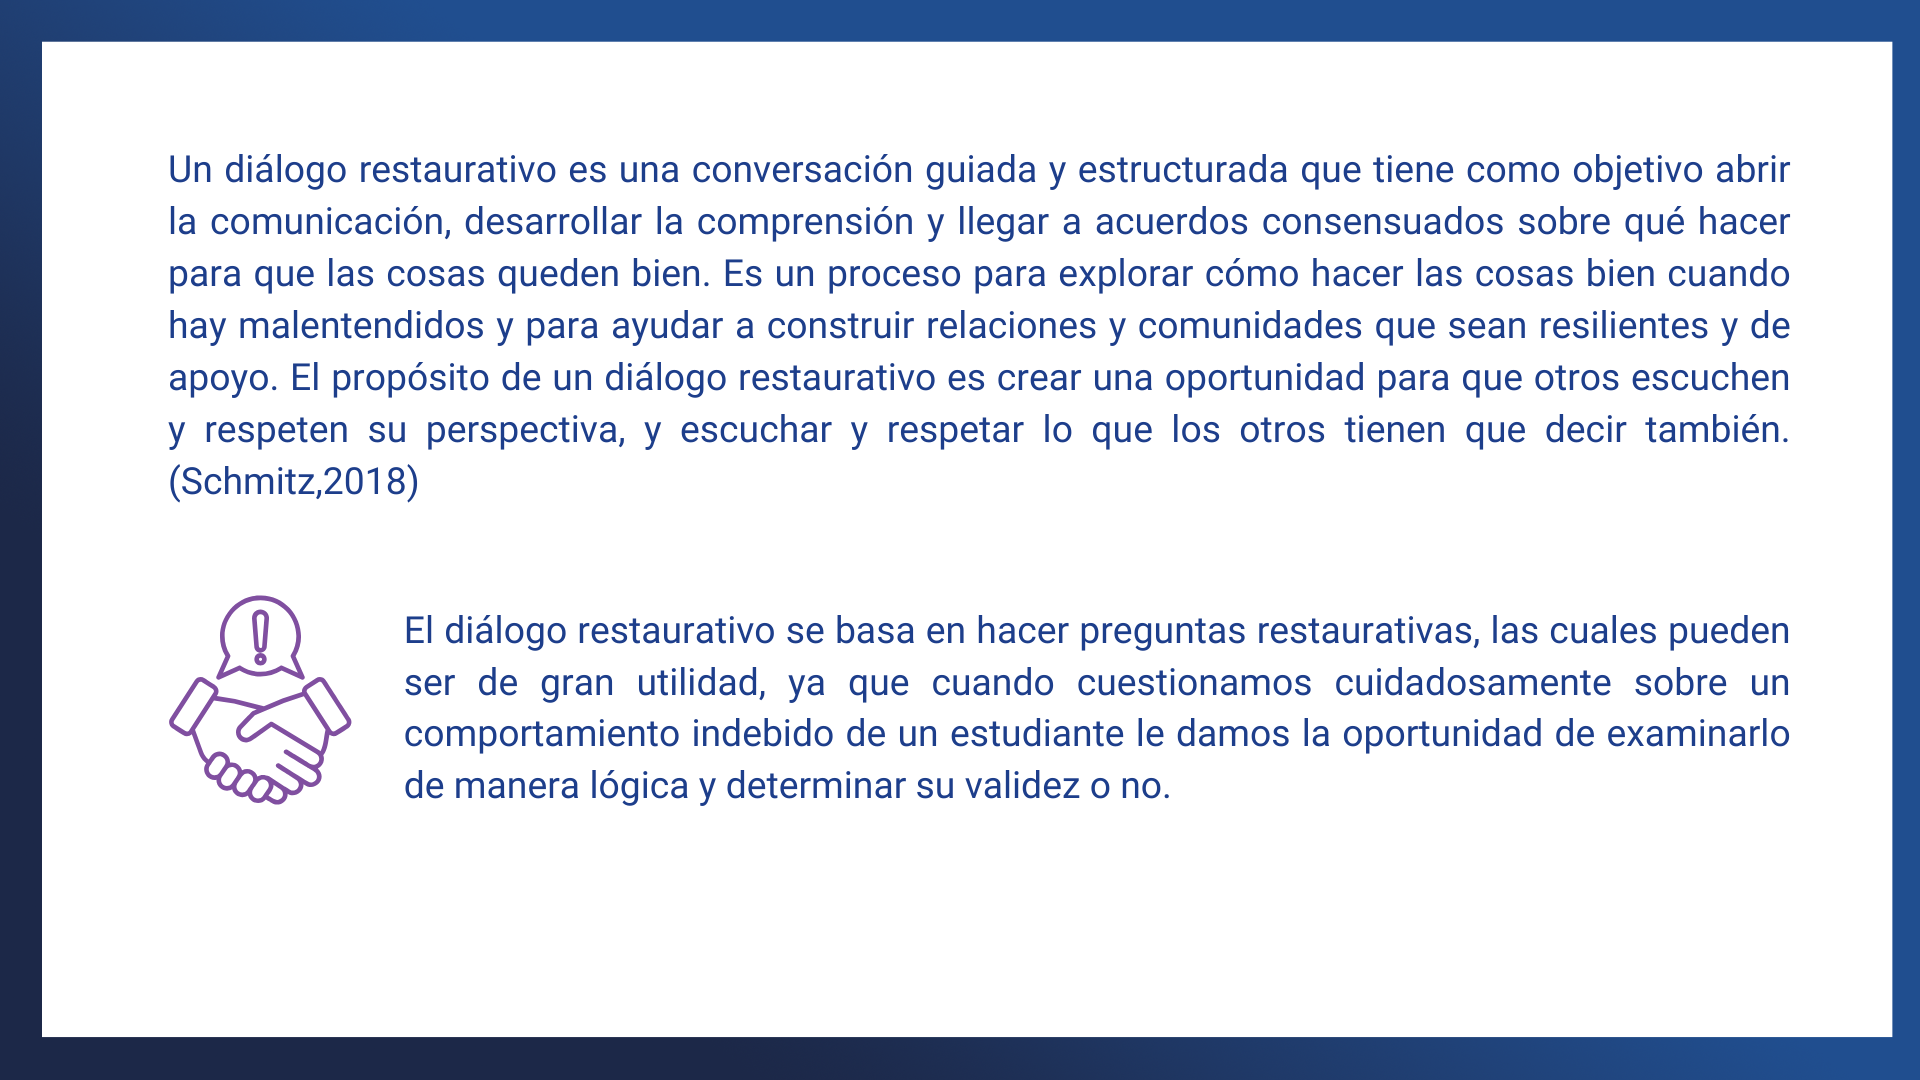 Un diálogo restaurativo es una conversación guiada y estructurada que tiene como objetivo abrir
la comunicación, desarrollar la comprensión y llegar a acuerdos consensuados sobre qué hacer
para que las cosas queden bien. Es un proceso para explorar cómo hacer las cosas bien cuando
hay malentendidos y para ayudar a construir relaciones y comunidades que sean resilientes y de
apoyo. El propósito de un diálogo restaurativo es crear una oportunidad para que otros escuchen
y respeten su perspectiva, y escuchar y respetar lo que los otros tienen que decir también.
(Schmitz,2018)
El diálogo restaurativo se basa en hacer preguntas restaurativas, las cuales pueden
ser de gran utilidad, ya que cuando cuestionamos cuidadosamente sobre un
comportamiento indebido de un estudiante le damos la oportunidad de examinarlo
de manera lógica y determinar su validez o no.